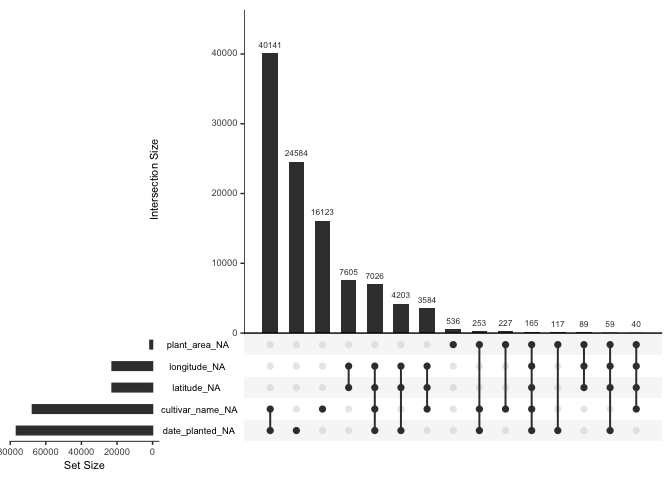 40141
40000
30000
24584
20000
16123
10000
7605
7026
4203
3584
536
253
227
165
117
89
59
40
0
Intersection Size
plant_area_NA
longitude_NA
latitude_NA
cultivar_name_NA
date_planted_NA
60000 40000 20000 0
Set Size